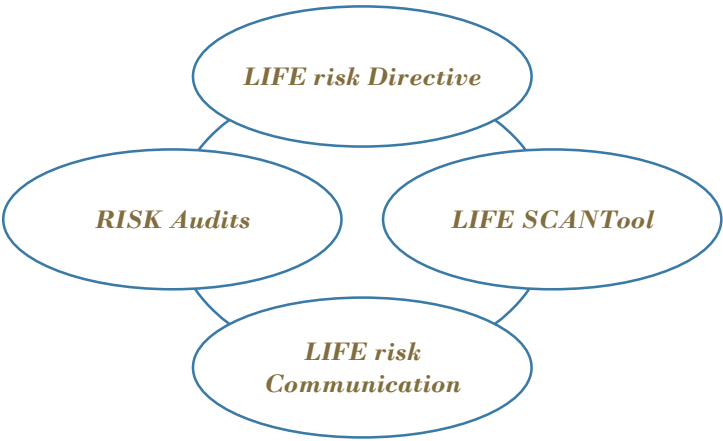 LIFE risk Directive
RISK Audits
LIFE SCANTool
LIFE risk
Communication